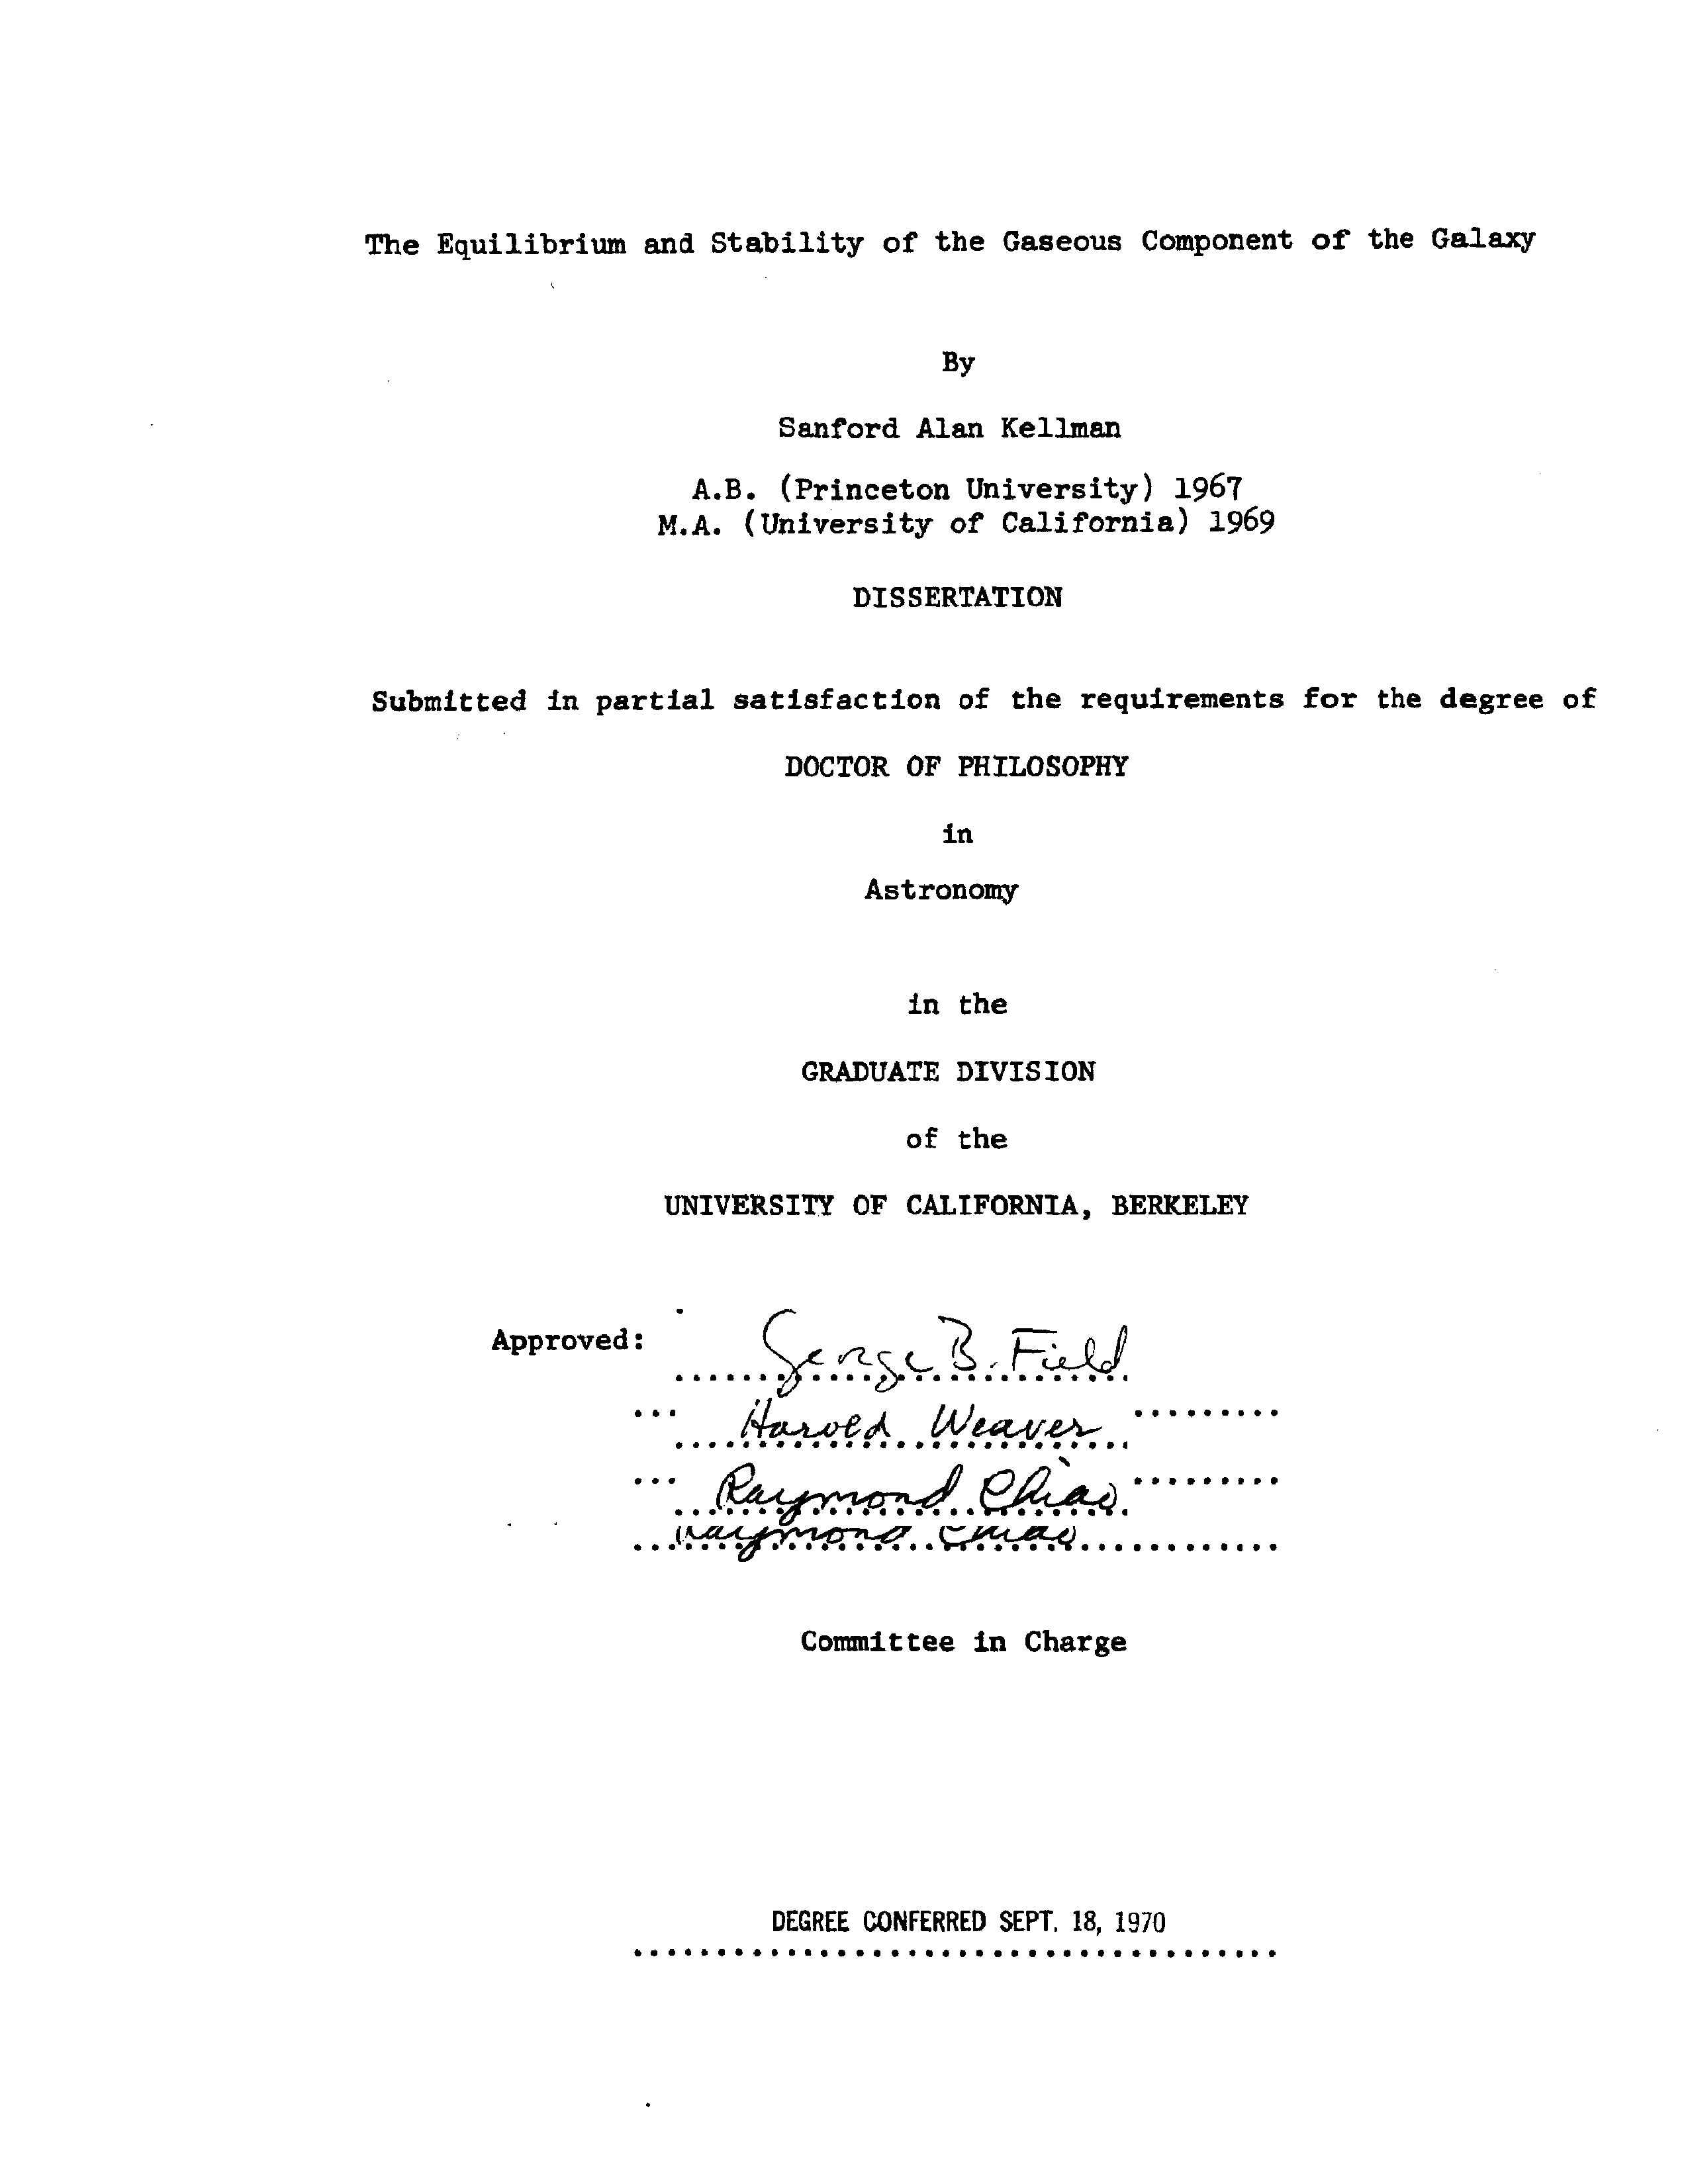 The Equilibrium and Stability of the Gaseous Component of the Galaxy
By
Sanford Alan Kellman
A.B. (Princeton University) 1967
M.A. (University of California) 1969
DISSERTATION
Submitted in partial satisfaction of the requirements for the degree of
DOCTOR OF PHILOSOPHY
in
Astronomy
in the
GRADUATE DIVISION
of the
UNIVERSITY OF CALIFORNIA, BERKELEY
Approved: George B. Field
Harold Weaver
Raymond Chiao
Raymond Chiao
Committee in Charge
DEGREE CONFERRED SEPT. 18, 1970